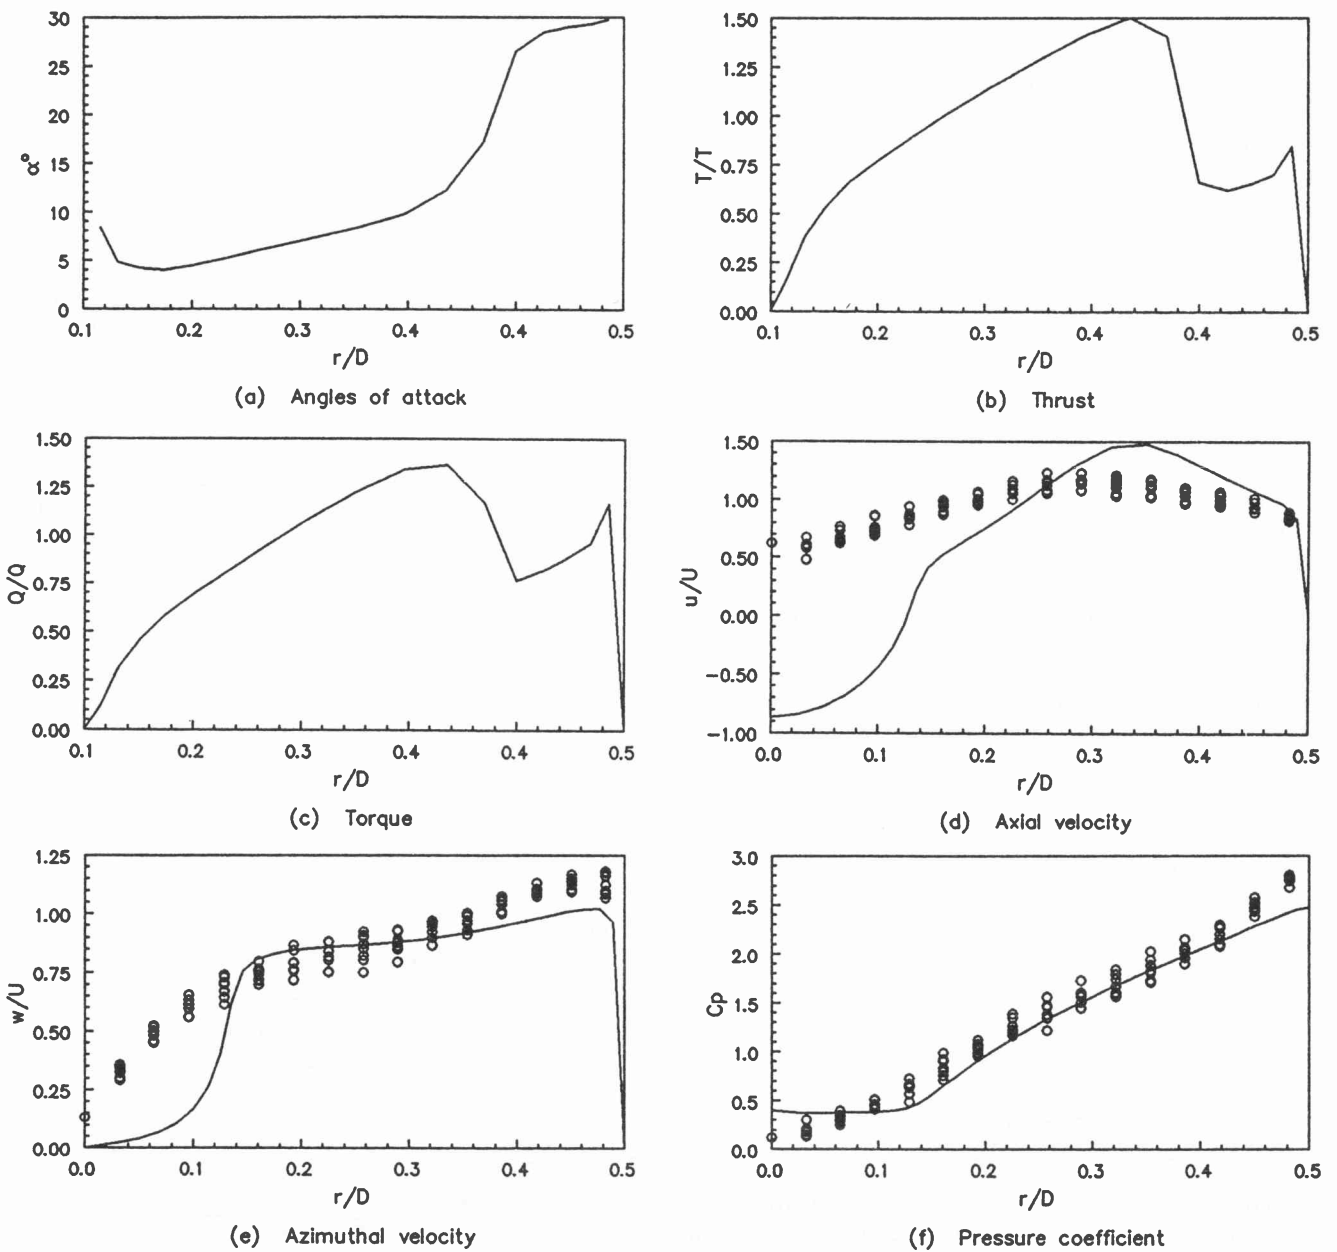 30
25
20
15
10
5
0
α°
0.1 0.2 0.3 0.4 0.4 0.5
r/D
(a) Angles of attack
1.50
1.25
1.00
0.75
0.50
0.25
0.00
T/T
0.1 0.2 0.3 0.4 0.4 0.5
r/D
(b) Thrust
1.50
1.25
1.00
0.75
0.50
0.25
0.00
Q/Q
0.1 0.2 0.3 0.4 0.4 0.5
r/D
(c) Torque
1.50
1.00
0.50
0.00
−0.50
−1.00
u/U
0.0 0.1 0.2 0.3 0.4 0.5
r/D
(d) Axial velocity
1.25
1.00
0.75
0.50
0.25
0.00
w/U
0.0 0.1 0.2 0.3 0.4 0.5
r/D
(e) Azimuthal velocity
3.0
2.5
2.0
1.5
1.0
0.5
0.0
Cp
0.0 0.1 0.2 0.3 0.4 0.5
r/D
(f) Pressure coefficient